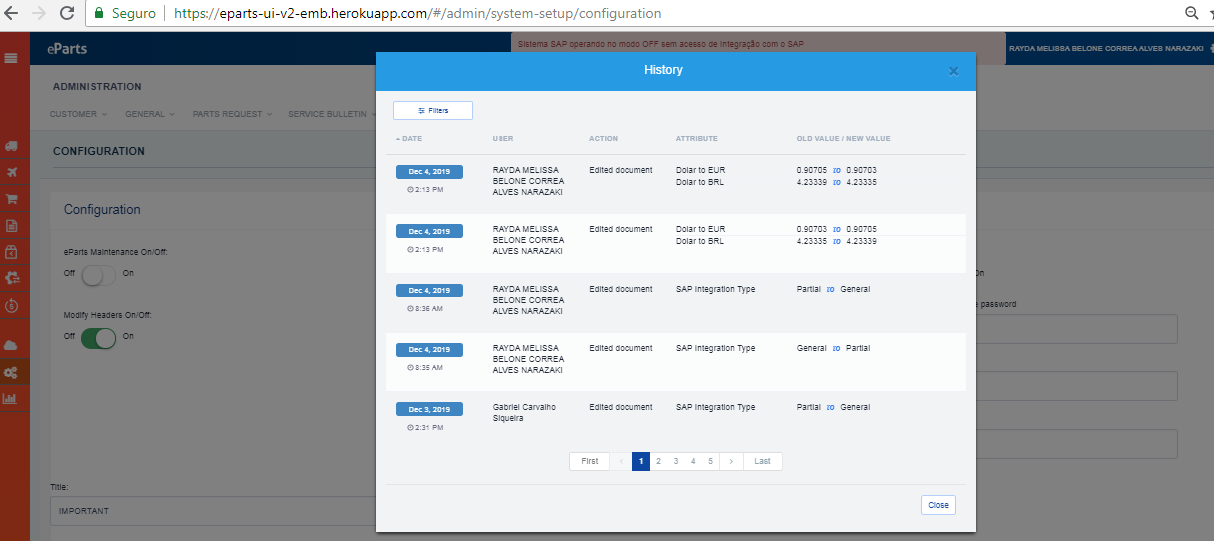 Seguro
https://eparts-ui-v2-emb.herokuapp.com/#/admin/system-setup/configuration
eParts
Sistema SAP operando no modo OFF sem acesso de Integração com o SAP
RAYDA MELISSA BELONE CORREA ALVES NARAZAKI
ADMINISTRATION
CUSTOMER GENERAL PARTS REQUEST SERVICE BULLETIN
CONFIGURATION
Configuration
eParts Maintenance On/Off:
Off On
Modify Headers On/Off:
Off On
Title:
IMPORTANT
On
password
History
×
Filters
DATE USER ACTION ATTRIBUTE OLD VALUE / NEW VALUE
Dec 4, 2019
2:13 PM
RAYDA MELISSA
BELONE CORREA
ALVES NARAZAKI
Edited document
Dolar to EUR
Dolar to BRL
0.90705 to 0.90703
4.23339 to 4.23335
Dec 4, 2019
2:13 PM
RAYDA MELISSA
BELONE CORREA
ALVES NARAZAKI
Edited document
Dolar to EUR
Dolar to BRL
0.90703 to 0.90705
4.23335 to 4.23339
Dec 4, 2019
8:36 AM
RAYDA MELISSA
BELONE CORREA
ALVES NARAZAKI
Edited document
SAP Integration Type
Partial to General
Dec 4, 2019
8:35 AM
RAYDA MELISSA
BELONE CORREA
ALVES NARAZAKI
Edited document
SAP Integration Type
General to Partial
Dec 3, 2019
2:31 PM
Gabriel Carvalho
Siqueira
Edited document
SAP Integration Type
Partial to General
First ‹ 1 2 3 4 5 › Last
Close